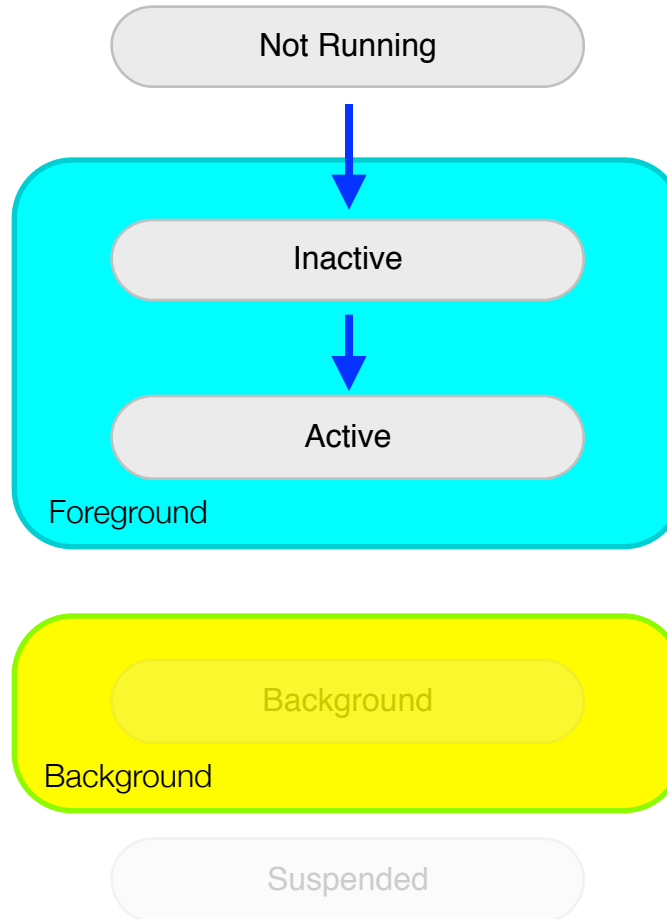 Not Running
Inactive
Active
Foreground
Background
Background
Suspended